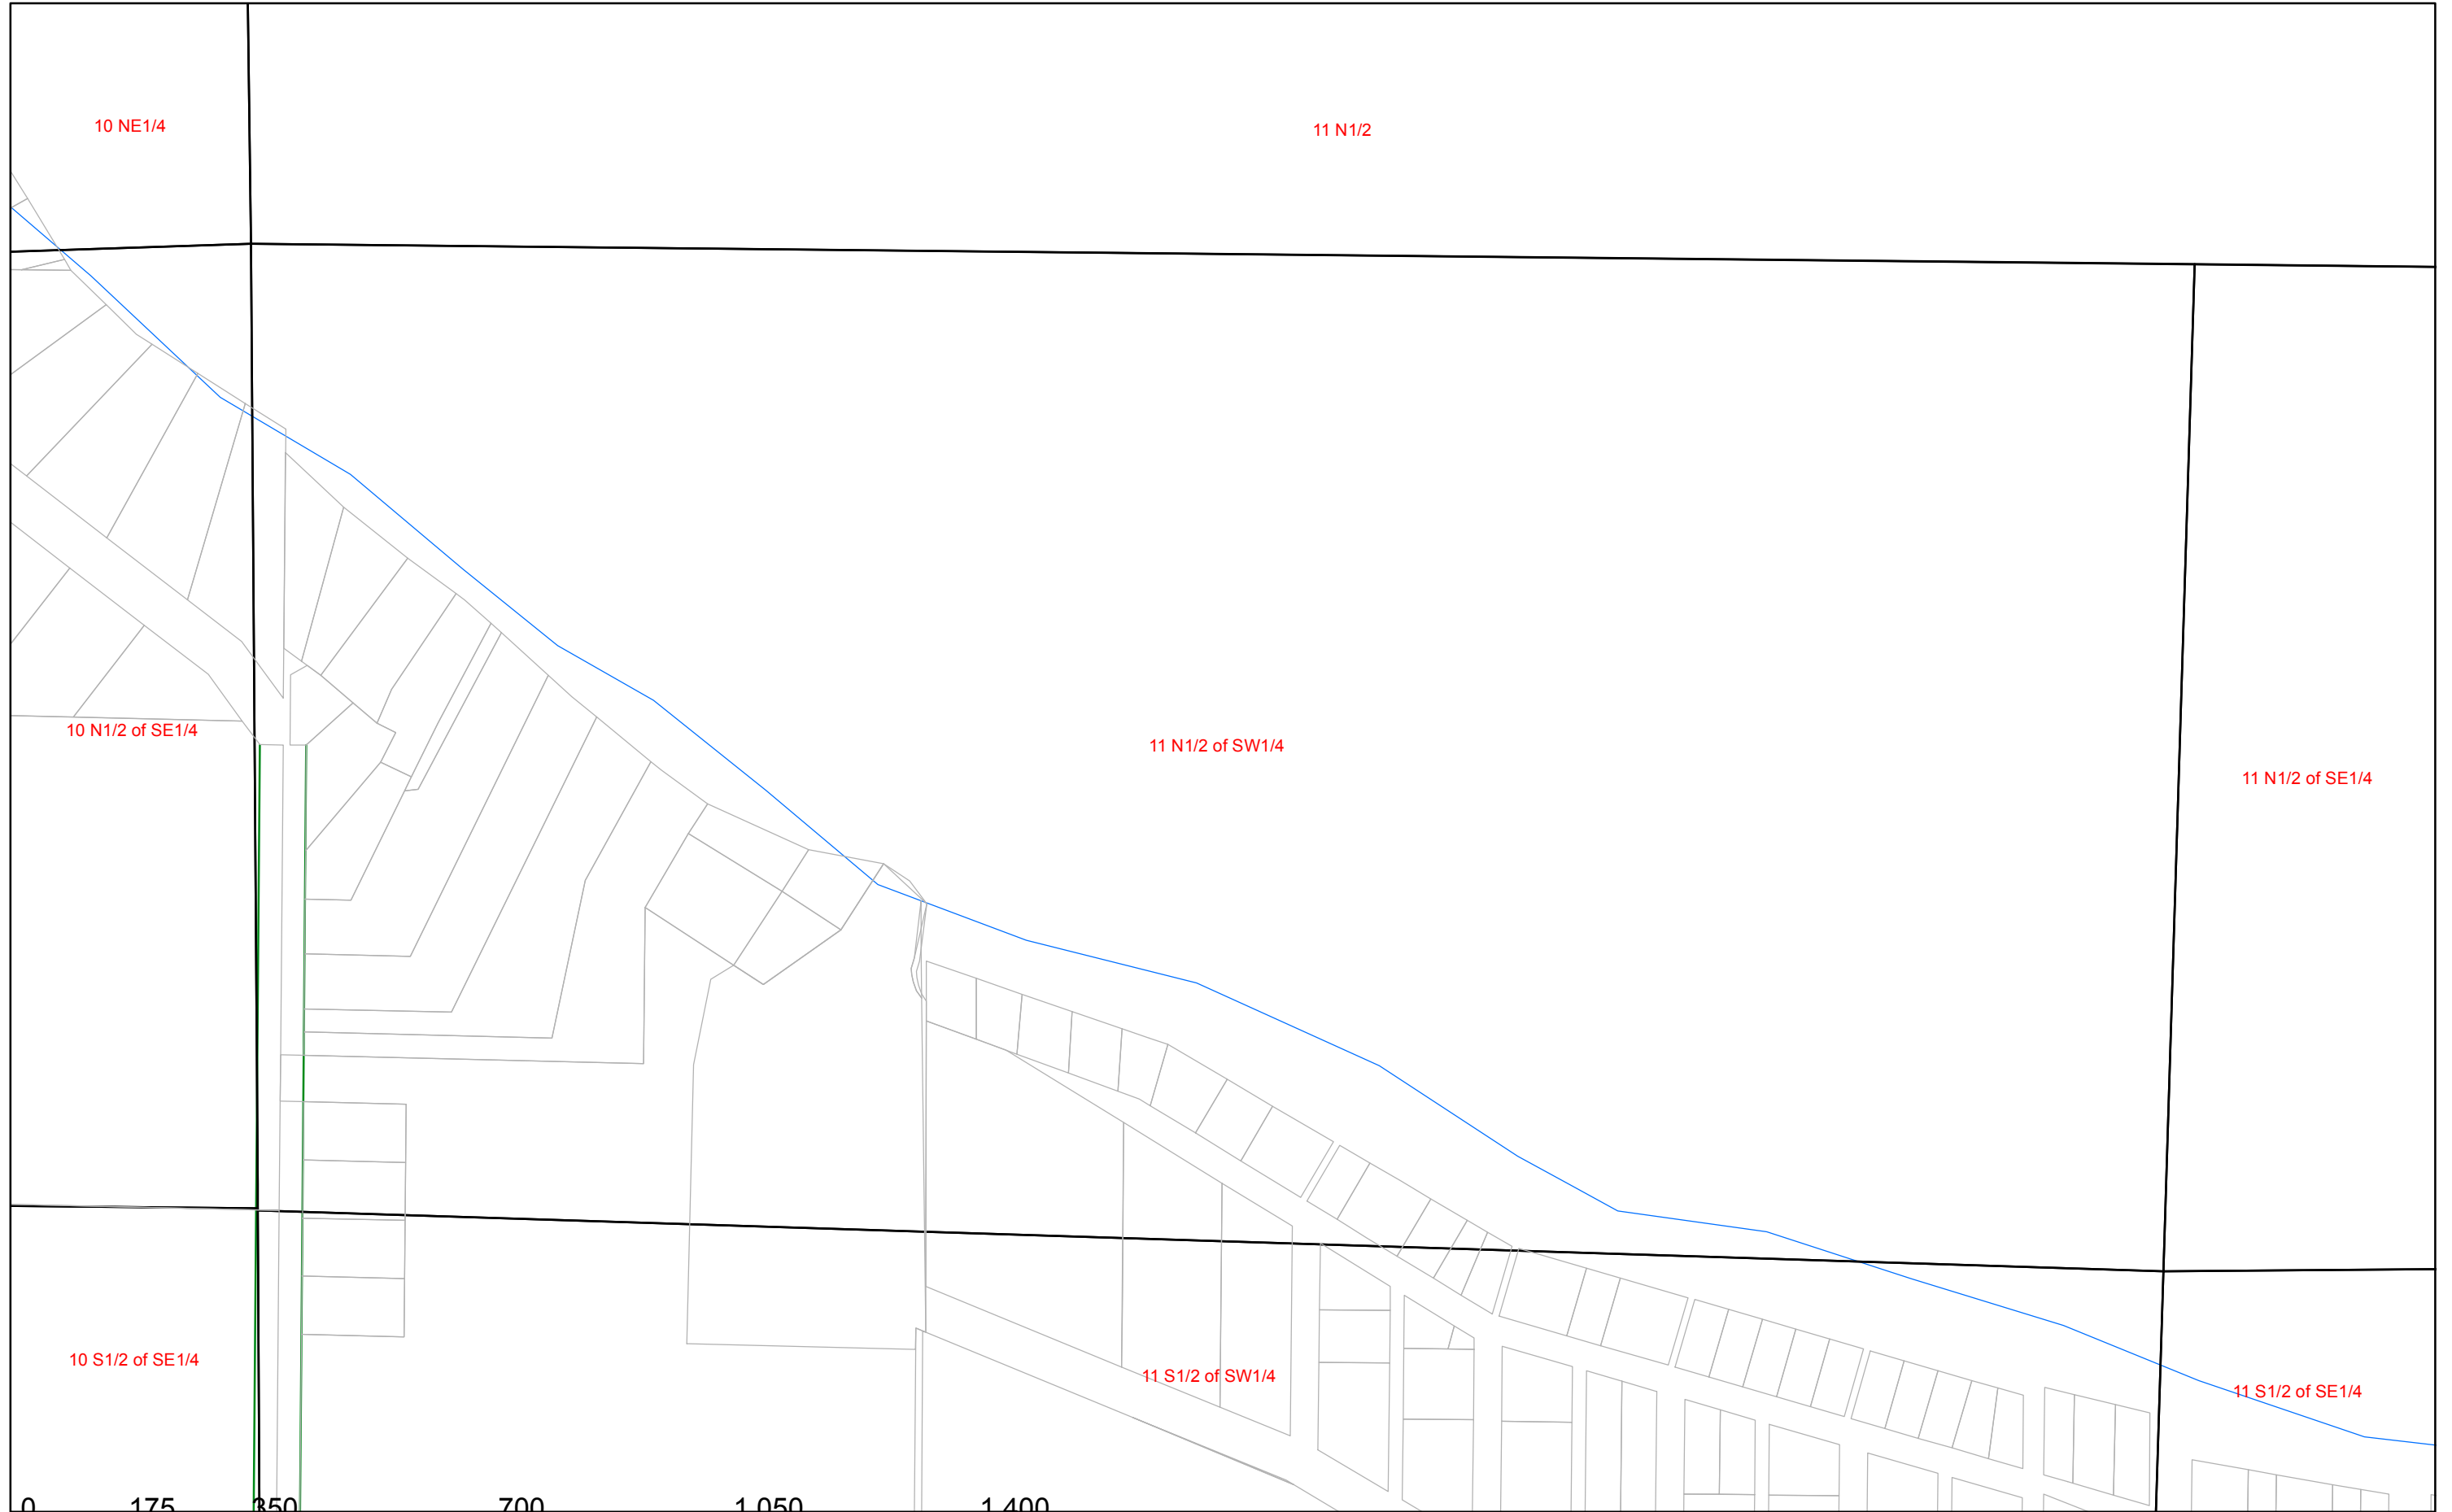 10 NE1/4
11 N1/2
10 N1/2 of SE1/4
11 N1/2 of SW1/4
11 N1/2 of SE1/4
10 S1/2 of SE1/4
11 S1/2 of SW1/4
11 S1/2 of SE1/4
0 175 350 700 1,050 1,400